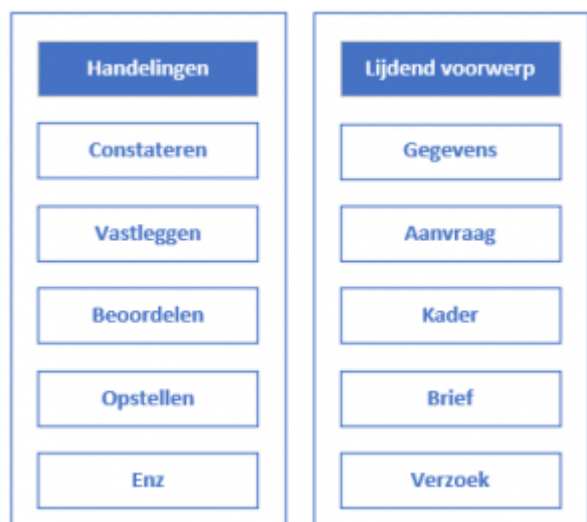 Handelingen
Constateren
Vastleggen
Beoordelen
Opstellen
Enz
Lijdend voorwerp
Gegevens
Aanvraag
Kader
Brief
Verzoek